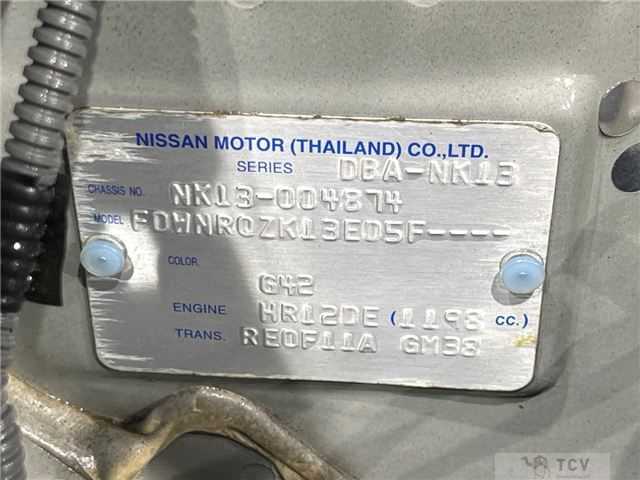 NISSAN MOTOR (THAILAND) CO.,LTD.
SERIES DBA-NK13
CHASSIS NO. NK13-004874
MODEL FDWNRQZK13ED5F----
COLOR
G42
ENGINE HR12DE (1198 CC.)
TRANS. RE0F11A GM38
TCV